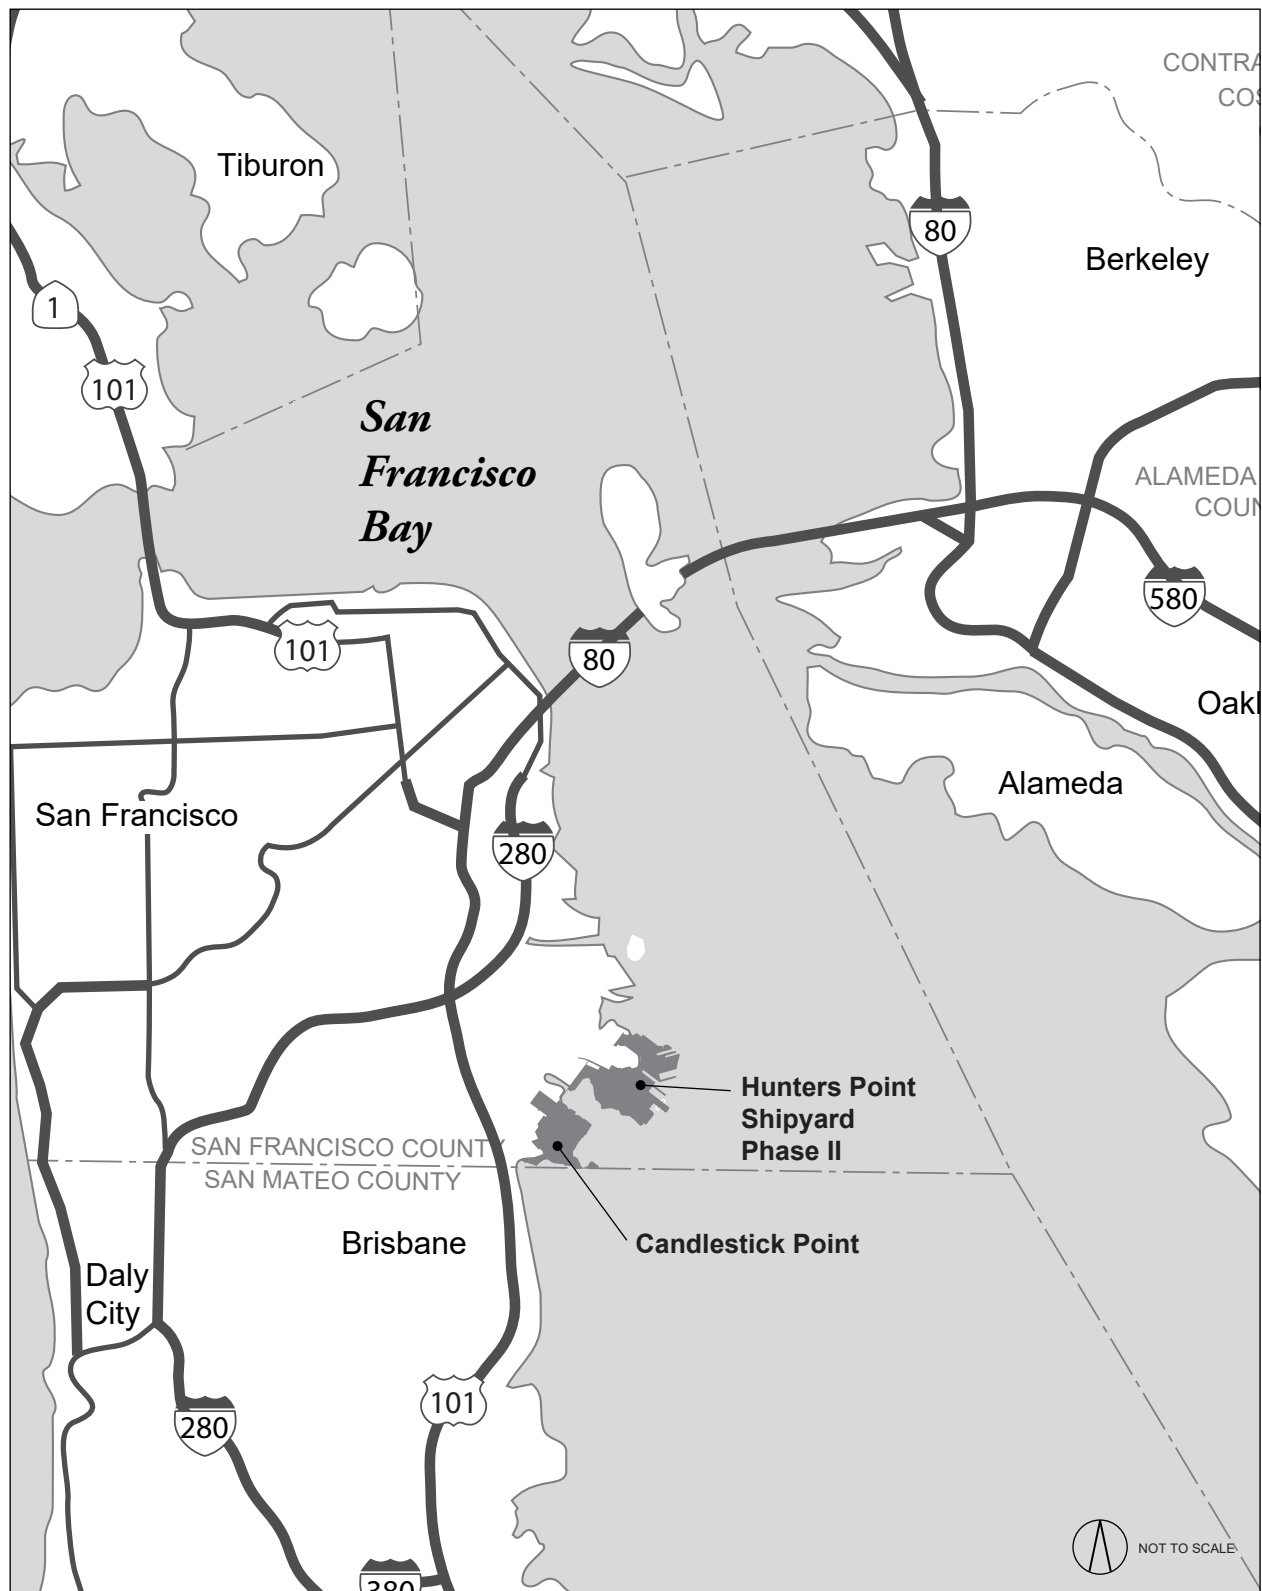 CONTRA
COS
Tiburon
80
Berkeley
1
101
San
Francisco
Bay
ALAMEDA
COUN
580
101
80
Oakl
Alameda
San Francisco
280
Hunters Point
Shipyard
Phase II
SAN FRANCISCO COUNTY
SAN MATEO COUNTY
Brisbane
Candlestick Point
Daly
City
101
280
NOT TO SCALE
380